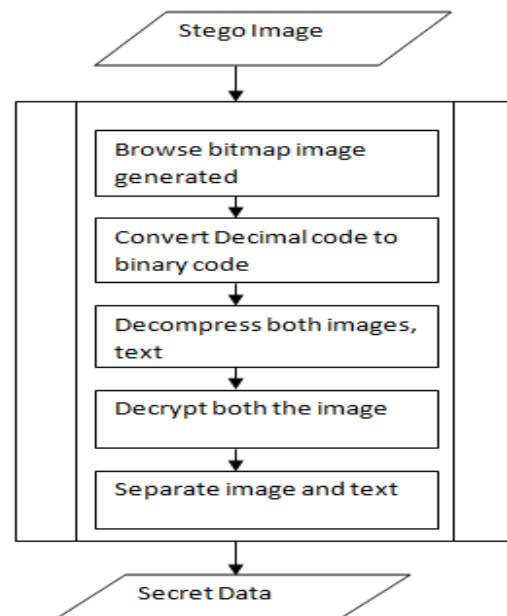 Stego Image
Browse bitmap image
generated
Convert Decimal code to
binary code
Decompress both images,
text
Decrypt both the image
Separate image and text
Secret Data